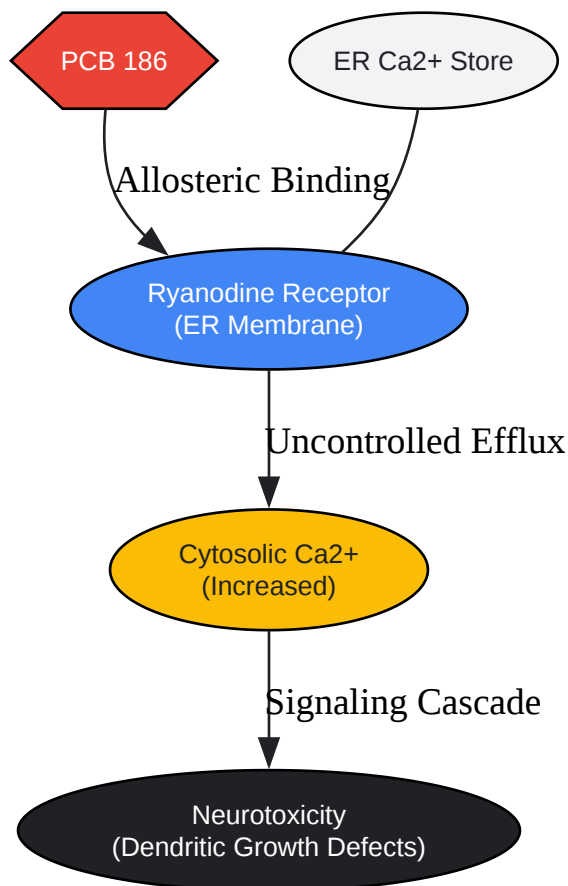 PCB 186
ER Ca2+ Store
Allosteric Binding
Ryanodine Receptor
(ER Membrane)
Uncontrolled Efflux
Cytosolic Ca2+
(Increased)
Signaling Cascade
Neurotoxicity
(Dendritic Growth Defects)